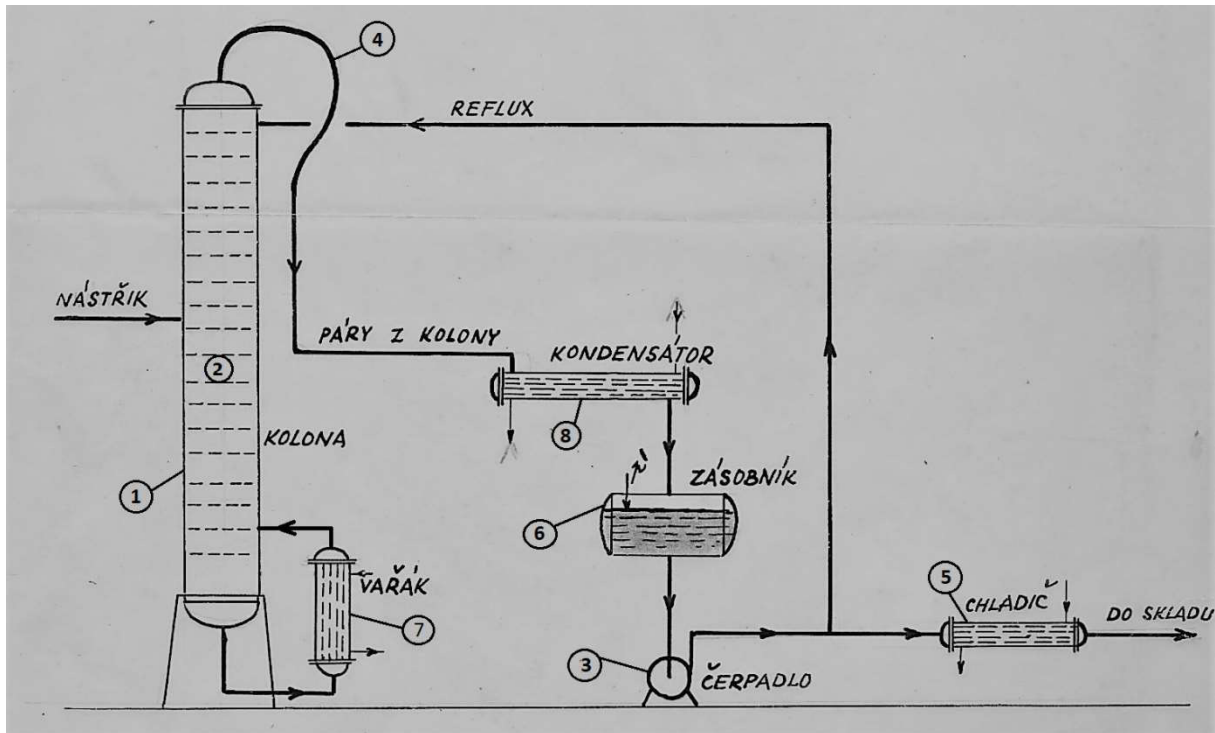 4
REFLUX
NÁSTŘIK
PÁRY Z KOLONY
KONDENSÁTOR
2
8
KOLONA
1
ZÁSOBNÍK
6
VAŘÁK
7
5
CHLADIČ
DO SKLADU
3
ČERPADLO